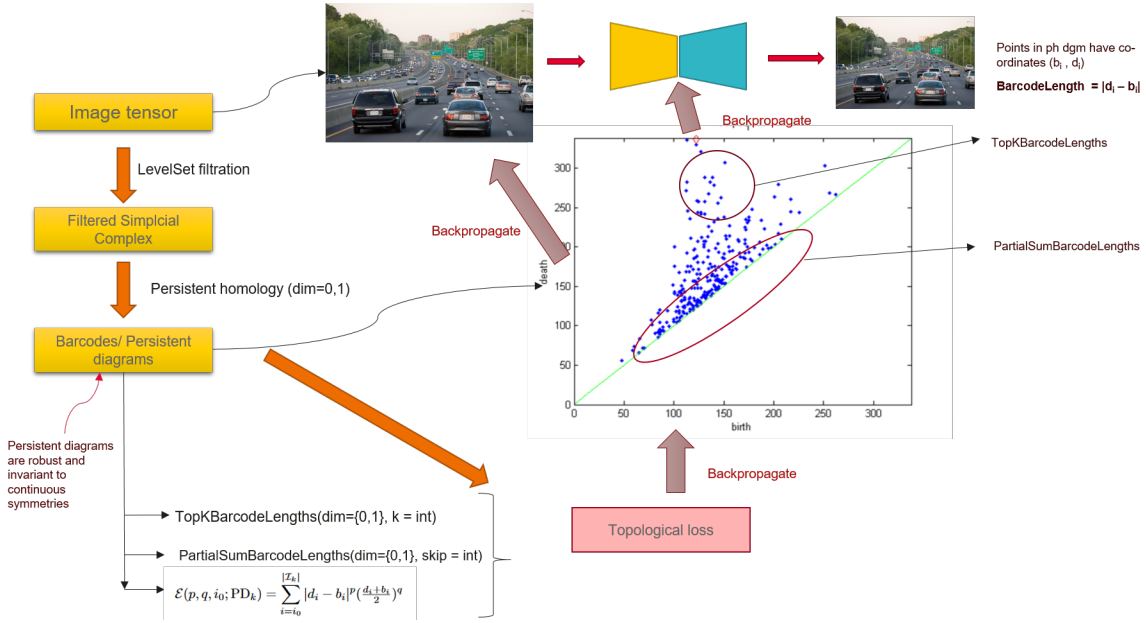 Image tensor
LevelSet filtration
Filtered Simplcial
Complex
Persistent homology (dim=0,1)
Barcodes/ Persistent
diagrams
Persistent diagrams
are robust and
invariant to
continuous
symmetries
TopKBarcodeLengths(dim={0,1}, k = int)
PartialSumBarcodeLengths(dim={0,1}, skip = int)
ℰ(p, q, i₀; PDₖ) = ∑_{i=i₀}^{|ℐₖ|} |dᵢ − bᵢ|ᵖ((dᵢ+bᵢ)/2)^q
Backpropagate
Backpropagate
Points in ph dgm have co-
ordinates (bᵢ , dᵢ)
BarcodeLength = |dᵢ – bᵢ|
TopKBarcodeLengths
PartialSumBarcodeLengths
300
250
200
150
100
50
0
death
0 50 100 150 200 250 300
birth
Backpropagate
Topological loss